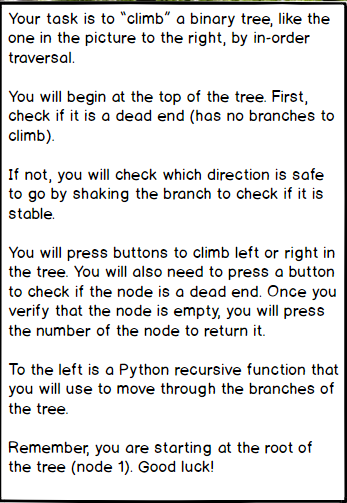 Your task is to “climb” a binary tree, like the
one in the picture to the right, by in-order
traversal.
You will begin at the top of the tree. First,
check if it is a dead end (has no branches to
climb).
If not, you will check which direction is safe
to go by shaking the branch to check if it is
stable.
You will press buttons to climb left or right in
the tree. You will also need to press a button
to check if the node is a dead end. Once you
verify that the node is empty, you will press
the number of the node to return it.
To the left is a Python recursive function that
you will use to move through the branches of
the tree.
Remember, you are starting at the root of
the tree (node 1). Good luck!